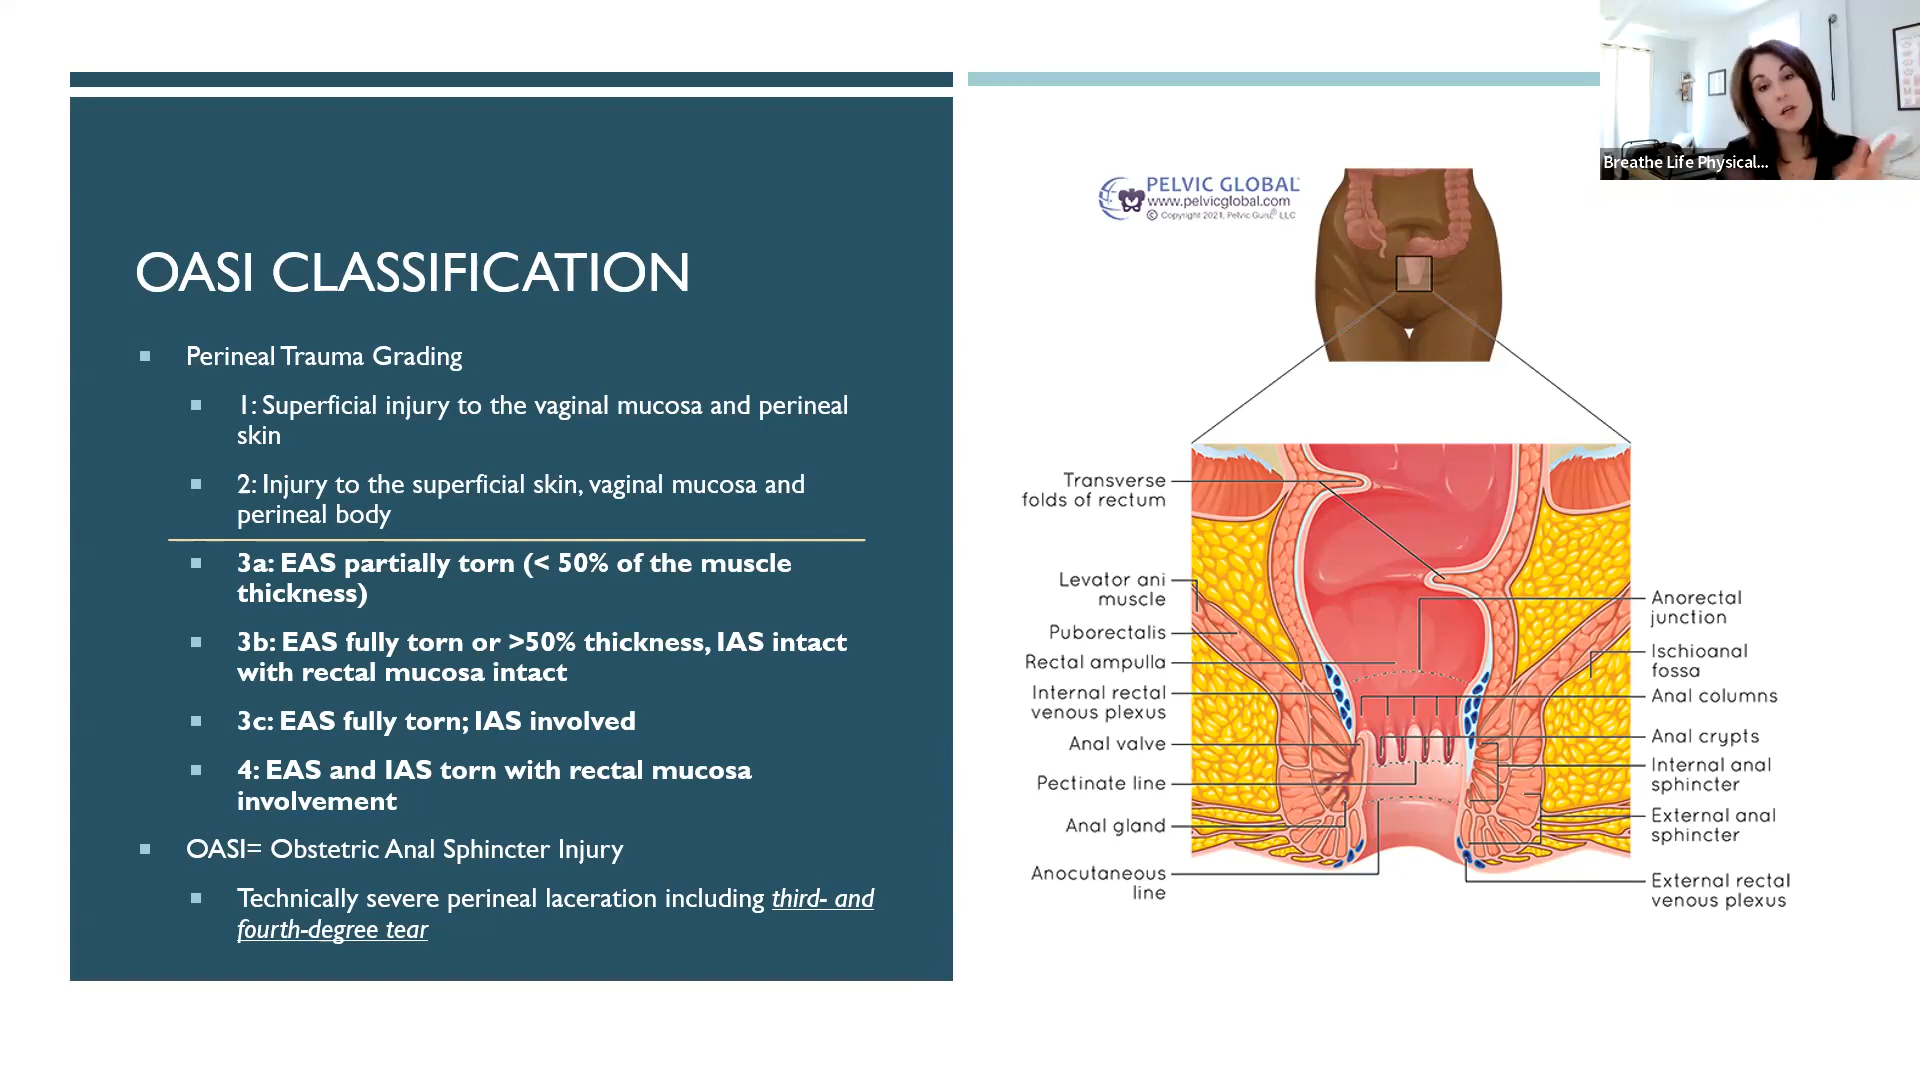 OASI CLASSIFICATION
Perineal Trauma Grading
1: Superficial injury to the vaginal mucosa and perineal
skin
2: Injury to the superficial skin, vaginal mucosa and
perineal body
3a: EAS partially torn (< 50% of the muscle
thickness)
3b: EAS fully torn or >50% thickness, IAS intact
with rectal mucosa intact
3c: EAS fully torn; IAS involved
4: EAS and IAS torn with rectal mucosa
involvement
OASI= Obstetric Anal Sphincter Injury
Technically severe perineal laceration including third- and
fourth-degree tear
PELVIC GLOBAL
www.pelvicglobal.com
© Copyright 2021, Pelvic Guru® LLC
Transverse
folds of rectum
Levator ani
muscle
Puborectalis
Rectal ampulla
Internal rectal
venous plexus
Anal valve
Pectinate line
Anal gland
Anocutaneous
line
Anorectal
junction
Ischioanal
fossa
Anal columns
Anal crypts
Internal anal
sphincter
External anal
sphincter
External rectal
venous plexus
Breathe Life Physical...